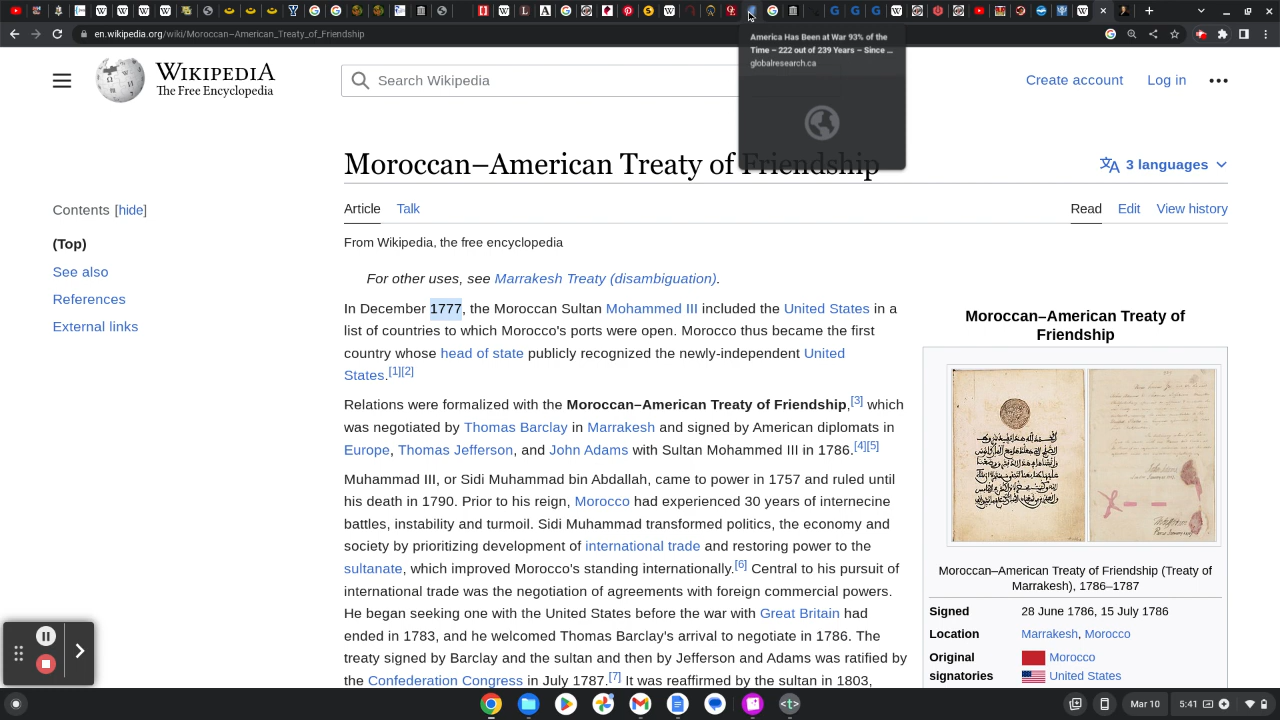 en.wikipedia.org/wiki/Moroccan–American_Treaty_of_Friendship
America Has Been at War 93% of the
Time – 222 out of 239 Years – Since ...
globalresearch.ca
WIKIPEDIA
The Free Encyclopedia
Search Wikipedia
Create account
Log in
Moroccan–American Treaty of Friendship
3 languages
Contents [hide]
(Top)
See also
References
External links
Article
Talk
Read
Edit
View history
From Wikipedia, the free encyclopedia
For other uses, see Marrakesh Treaty (disambiguation).
In December 1777, the Moroccan Sultan Mohammed III included the United States in a
list of countries to which Morocco's ports were open. Morocco thus became the first
country whose head of state publicly recognized the newly-independent United
States.[1][2]
Relations were formalized with the Moroccan–American Treaty of Friendship,[3] which
was negotiated by Thomas Barclay in Marrakesh and signed by American diplomats in
Europe, Thomas Jefferson, and John Adams with Sultan Mohammed III in 1786.[4][5]
Muhammad III, or Sidi Muhammad bin Abdallah, came to power in 1757 and ruled until
his death in 1790. Prior to his reign, Morocco had experienced 30 years of internecine
battles, instability and turmoil. Sidi Muhammad transformed politics, the economy and
society by prioritizing development of international trade and restoring power to the
sultanate, which improved Morocco's standing internationally.[6] Central to his pursuit of
international trade was the negotiation of agreements with foreign commercial powers.
He began seeking one with the United States before the war with Great Britain had
ended in 1783, and he welcomed Thomas Barclay's arrival to negotiate in 1786. The
treaty signed by Barclay and the sultan and then by Jefferson and Adams was ratified by
the Confederation Congress in July 1787.[7] It was reaffirmed by the sultan in 1803,
Moroccan–American Treaty of
Friendship
Moroccan–American Treaty of Friendship (Treaty of
Marrakesh), 1786–1787
Signed 28 June 1786, 15 July 1786
Location Marrakesh, Morocco
Original Morocco
signatories United States
Mar 10
5:41